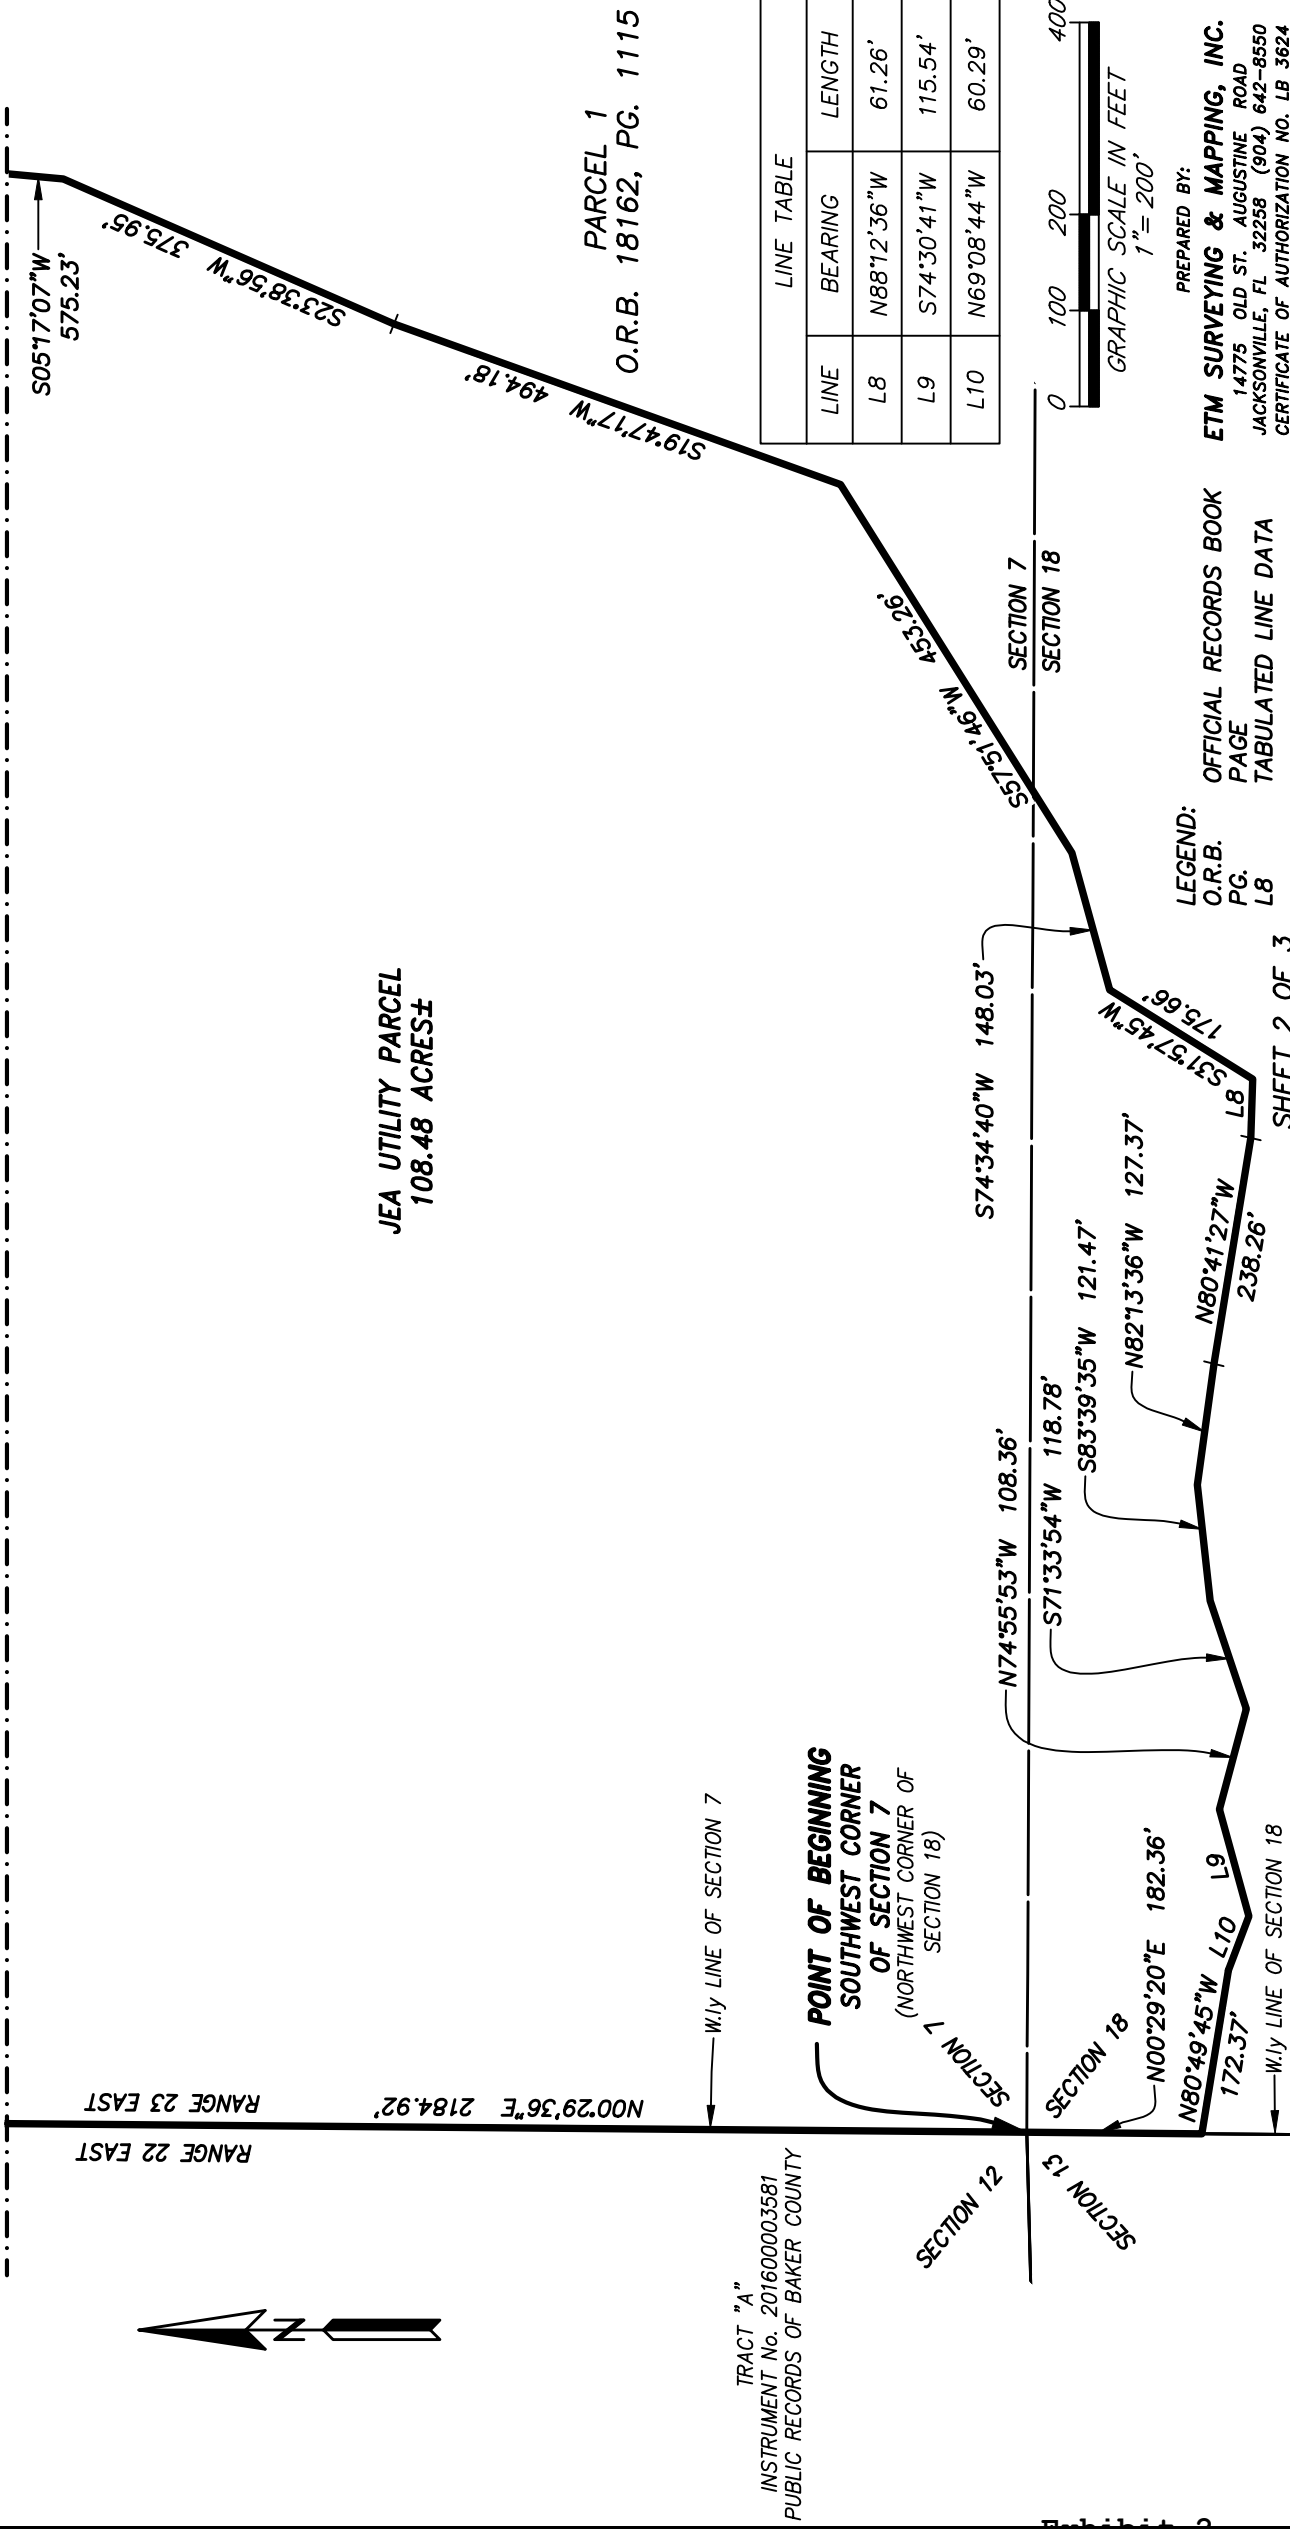 S05°17'07"W
575.23'
S23°38'56"W 375.95'
S19°47'17"W 494.18'
PARCEL 1
O.R.B. 18162, PG. 1115
LINE TABLE
LINE BEARING LENGTH
L8 N88°12'36"W 61.26'
L9 S74°30'41"W 115.54'
L10 N69°08'44"W 60.29'
0 100 200 400
GRAPHIC SCALE IN FEET
1"= 200'
PREPARED BY:
ETM SURVEYING & MAPPING, INC.
14775 OLD ST. AUGUSTINE ROAD
JACKSONVILLE, FL 32258 (904) 642-8550
CERTIFICATE OF AUTHORIZATION NO. LB 3624
S57°51'46"W 453.26'
SECTION 7
SECTION 18
LEGEND:
O.R.B. OFFICIAL RECORDS BOOK
PG. PAGE
L8 TABULATED LINE DATA
SHEET 2 OF 3
JEA UTILITY PARCEL
108.48 ACRES±
S74°34'40"W 148.03'
S31°57'45"W
175.66'
L8
N80°41'27"W
238.26'
N82°13'36"W 127.37'
S83°39'35"W 121.47'
S71°33'54"W 118.78'
N74°55'53"W 108.36'
L9
L10
N80°49'45"W
172.37'
N00°29'20"E 182.36'
W.ly LINE OF SECTION 18
W.ly LINE OF SECTION 7
POINT OF BEGINNING
SOUTHWEST CORNER
OF SECTION 7
(NORTHWEST CORNER OF
SECTION 18)
SECTION 7
SECTION 18
SECTION 12
SECTION 13
N00°29'36"E 2184.92'
RANGE 23 EAST
RANGE 22 EAST
TRACT "A"
INSTRUMENT No. 201600003581
PUBLIC RECORDS OF BAKER COUNTY
N